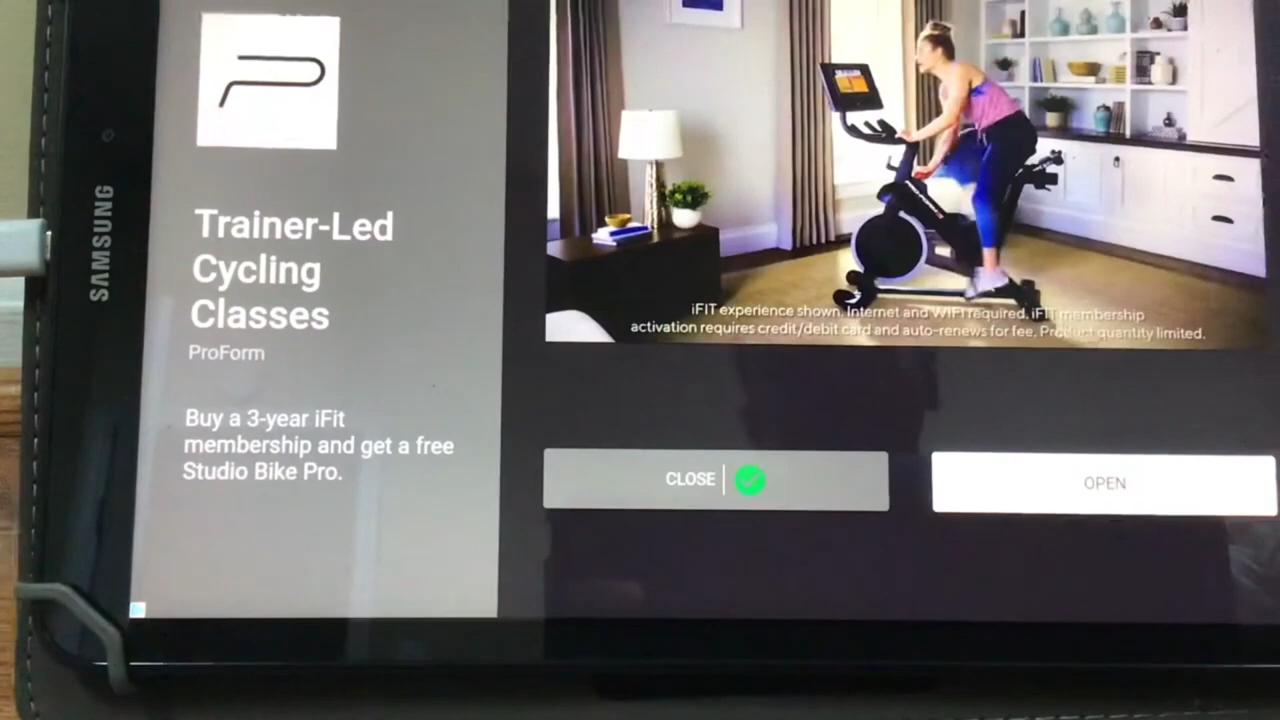 SAMSUNG
Trainer-Led
Cycling
Classes
ProForm
Buy a 3-year iFit
membership and get a free
Studio Bike Pro.
iFIT experience shown. Internet and WIFI required. iFIT membership
activation requires credit/debit card and auto-renews for fee. Product quantity limited.
CLOSE
OPEN